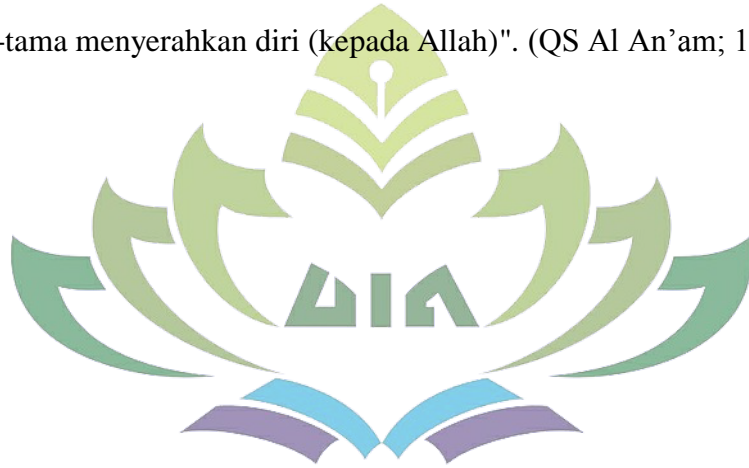 -tama menyerahkan diri (kepada Allah)". (QS Al An’am; 1
UIN